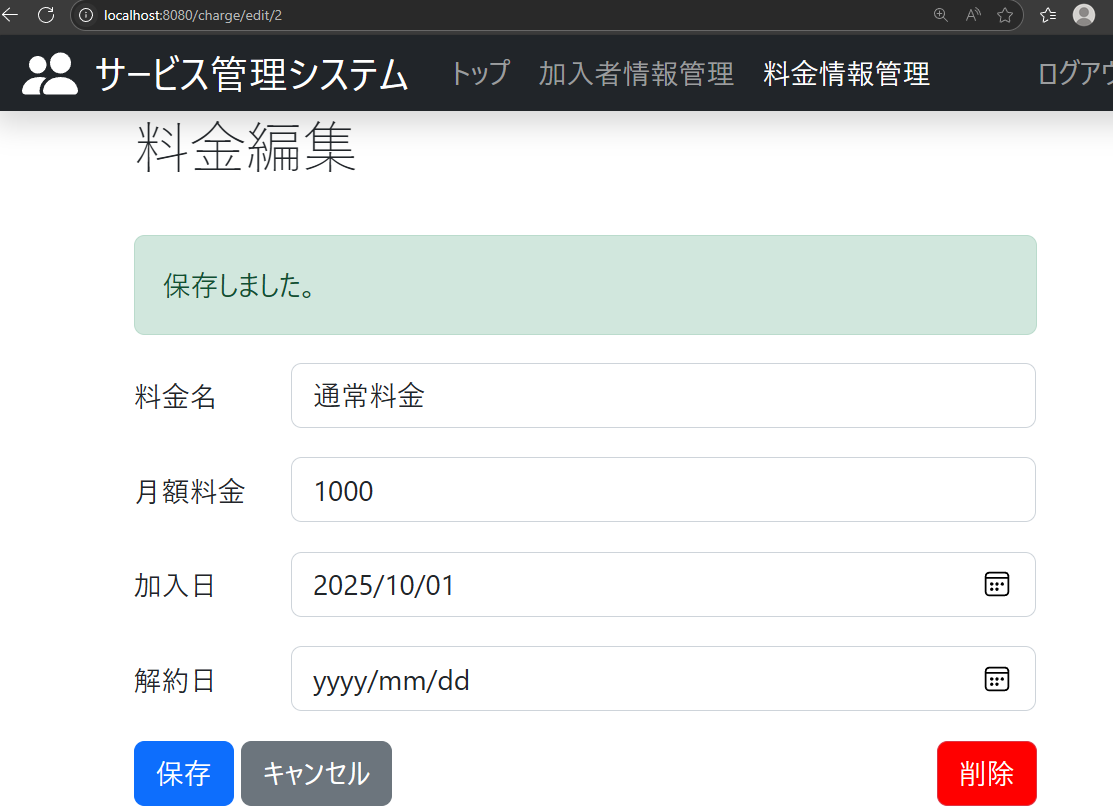 localhost:8080/charge/edit/2
サービス管理システム トップ 加入者情報管理 料金情報管理 ログアウ
料金編集
保存しました。
料金名 通常料金
月額料金 1000
加入日 2025/10/01
解約日 yyyy/mm/dd
保存 キャンセル 削除